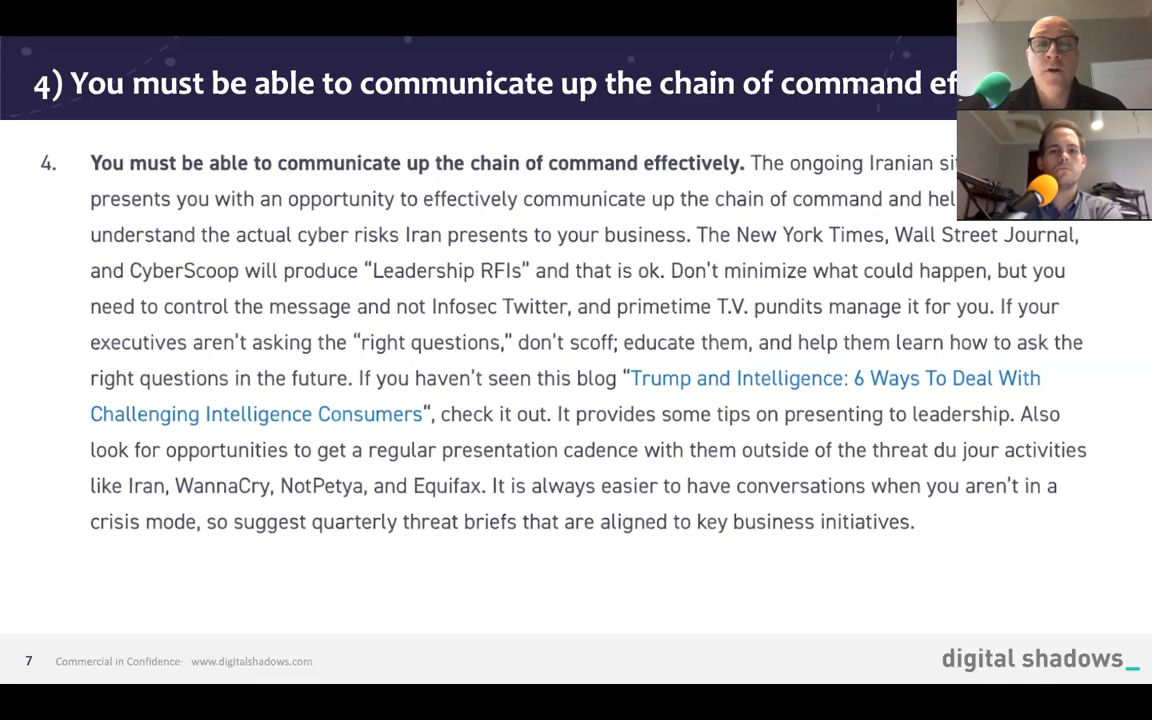 4) You must be able to communicate up the chain of command
4. You must be able to communicate up the chain of command effectively. The ongoing Iranian
presents you with an opportunity to effectively communicate up the chain of command and
understand the actual cyber risks Iran presents to your business. The New York Times, Wall Street Journal,
and CyberScoop will produce “Leadership RFIs” and that is ok. Don’t minimize what could happen, but you
need to control the message and not Infosec Twitter, and primetime T.V. pundits manage it for you. If your
executives aren’t asking the “right questions,” don’t scoff; educate them, and help them learn how to ask the
right questions in the future. If you haven’t seen this blog “Trump and Intelligence: 6 Ways To Deal With
Challenging Intelligence Consumers“, check it out. It provides some tips on presenting to leadership. Also
look for opportunities to get a regular presentation cadence with them outside of the threat du jour activities
like Iran, WannaCry, NotPetya, and Equifax. It is always easier to have conversations when you aren’t in a
crisis mode, so suggest quarterly threat briefs that are aligned to key business initiatives.
7 Commercial in Confidence· www.digitalshadows.com
digital shadows_